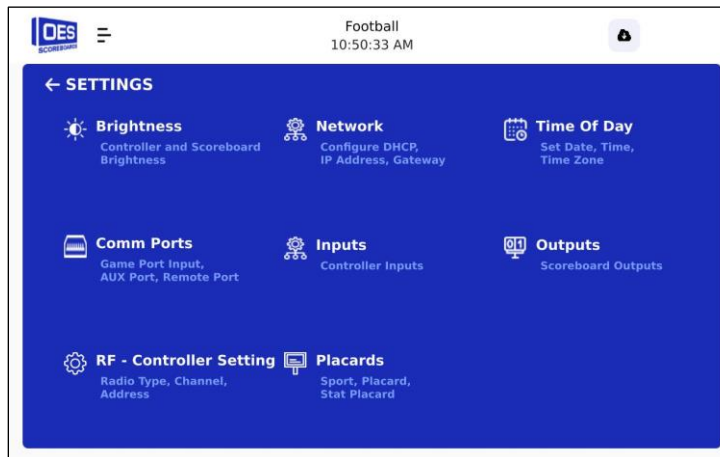 OES
SCOREBOARDS
Football
10:50:33 AM
SETTINGS
Brightness
Controller and Scoreboard
Brightness
Network
Configure DHCP,
IP Address, Gateway
Time Of Day
Set Date, Time,
Time Zone
Comm Ports
Game Port Input,
AUX Port, Remote Port
Inputs
Controller Inputs
Outputs
Scoreboard Outputs
RF - Controller Setting
Radio Type, Channel,
Address
Placards
Sport, Placard,
Stat Placard